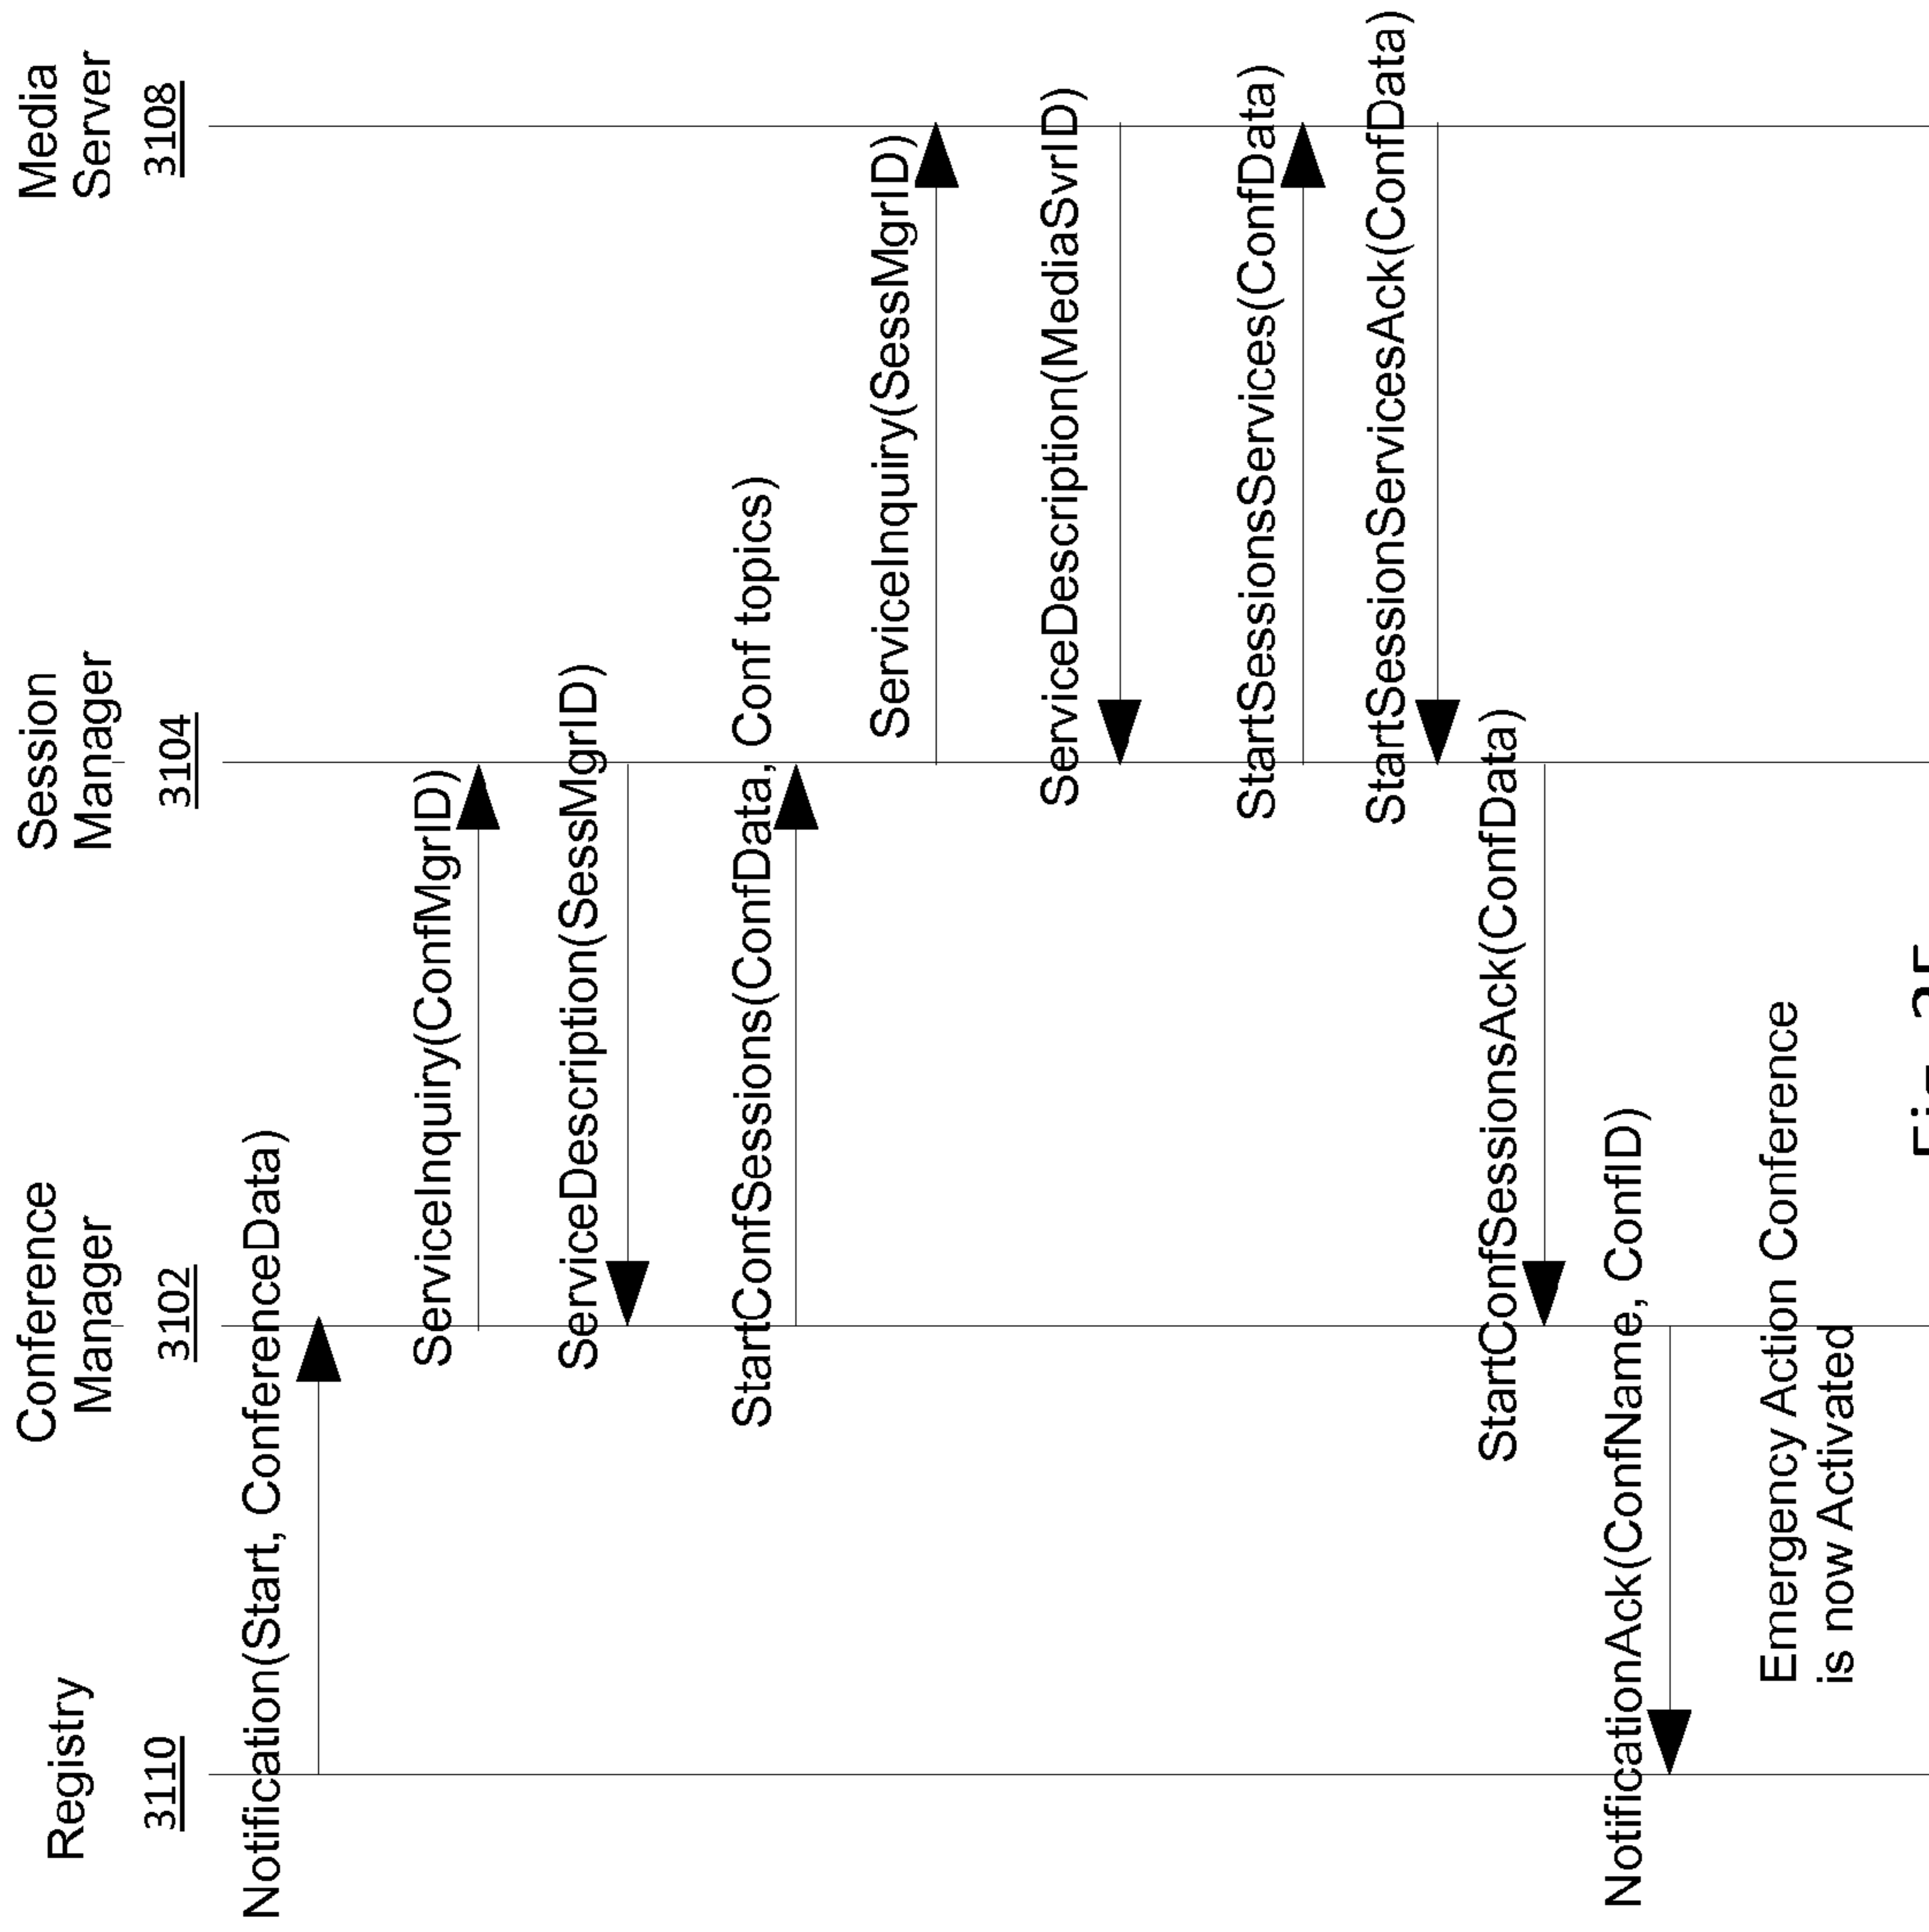 Registry
3110
Conference
Manager
3102
Session
Manager
3104
Media
Server
3108
Notification(Start, ConferenceData)
ServiceInquiry(ConfMgrID)
ServiceDescription(SessMgrID)
StartConfSessions(ConfData, Conf topics)
ServiceInquiry(SessMgrID)
ServiceDescription(MediaSvrID)
StartSessionsServices(ConfData)
StartSessionServicesAck(ConfData)
StartConfSessionsAck(ConfData)
NotificationAck(ConfName, ConfID)
Emergency Action Conference
is now Activated